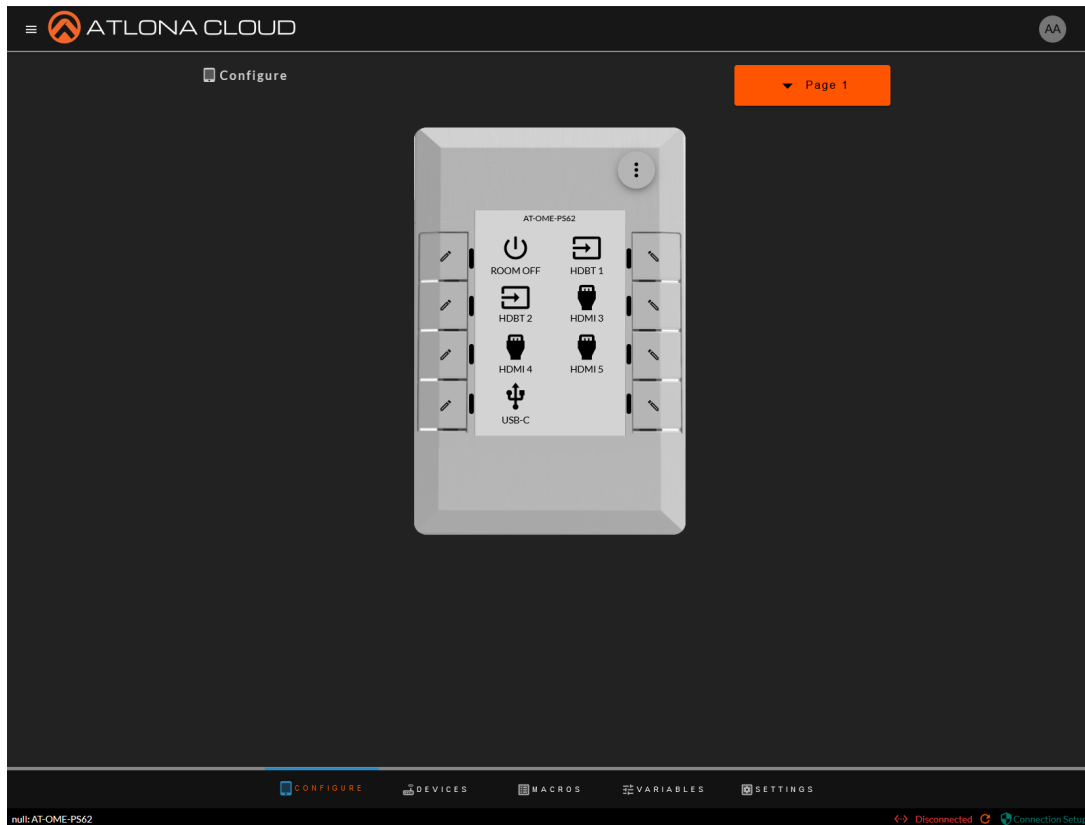 ATLONA CLOUD
AA
Configure
Page 1
AT-OME-PS62
ROOM OFF HDBT 1
HDBT 2 HDMI 3
HDMI 4 HDMI 5
USB-C
CONFIGURE DEVICES MACROS VARIABLES SETTINGS
null: AT-OME-PS62 Disconnected Connection Setup